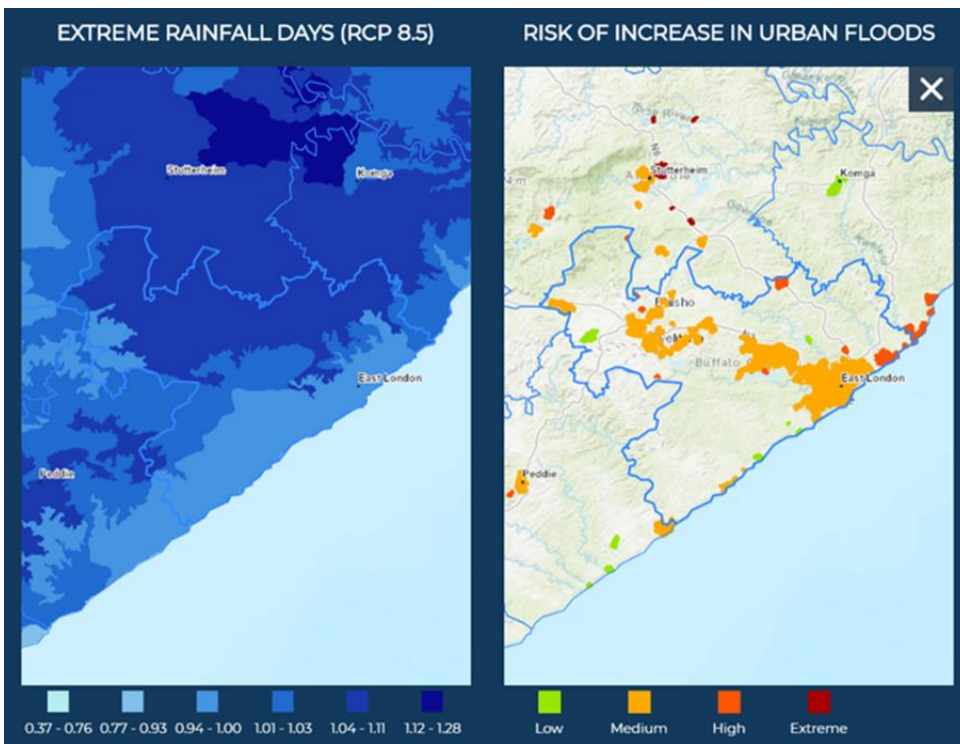 EXTREME RAINFALL DAYS (RCP 8.5)
RISK OF INCREASE IN URBAN FLOODS
Stutterheim
Komga
East London
Peddie
0.37 - 0.76 0.77 - 0.93 0.94 - 1.00 1.01 - 1.03 1.04 - 1.11 1.12 - 1.28
N6
Stutterheim
Komga
Bhisho
Buffalo
East London
Peddie
Low Medium High Extreme